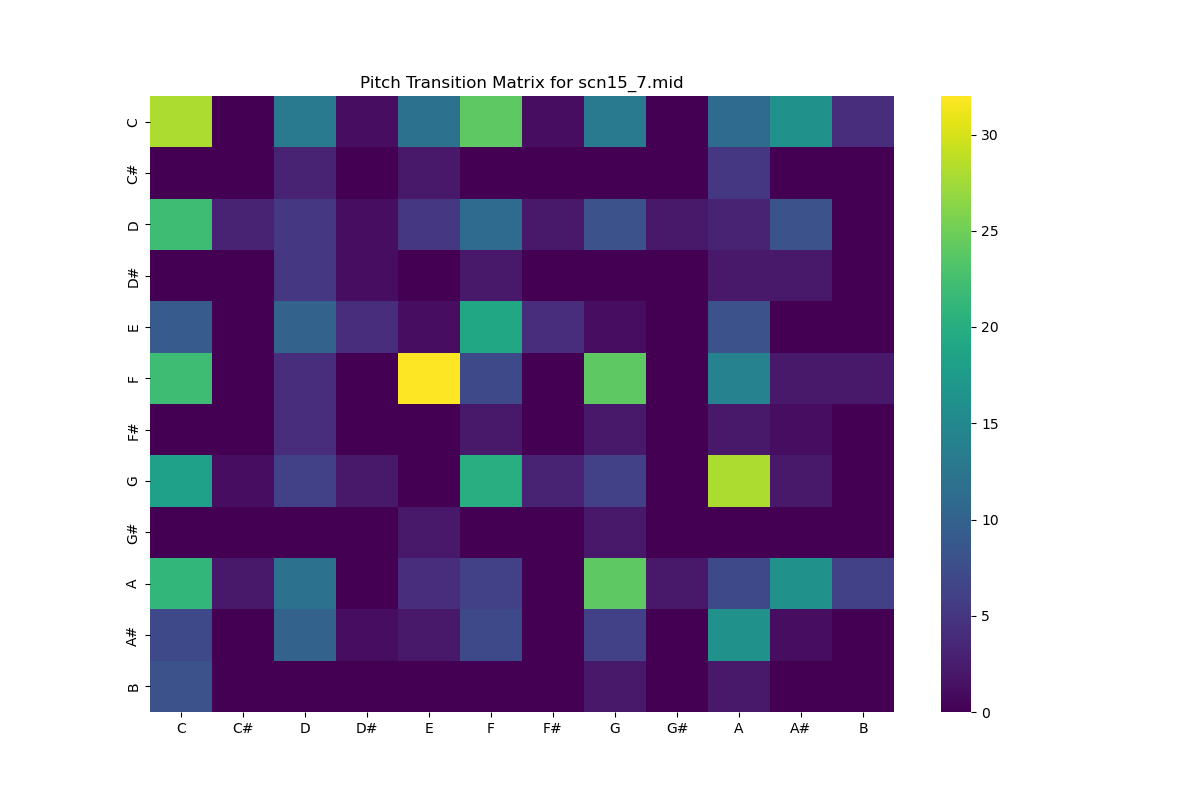 Pitch Transition Matrix for scn15_7.mid
C
C#
D
D#
E
F
F#
G
G#
A
A#
B
C C# D D# E F F# G G# A A# B
30
25
20
15
10
5
0